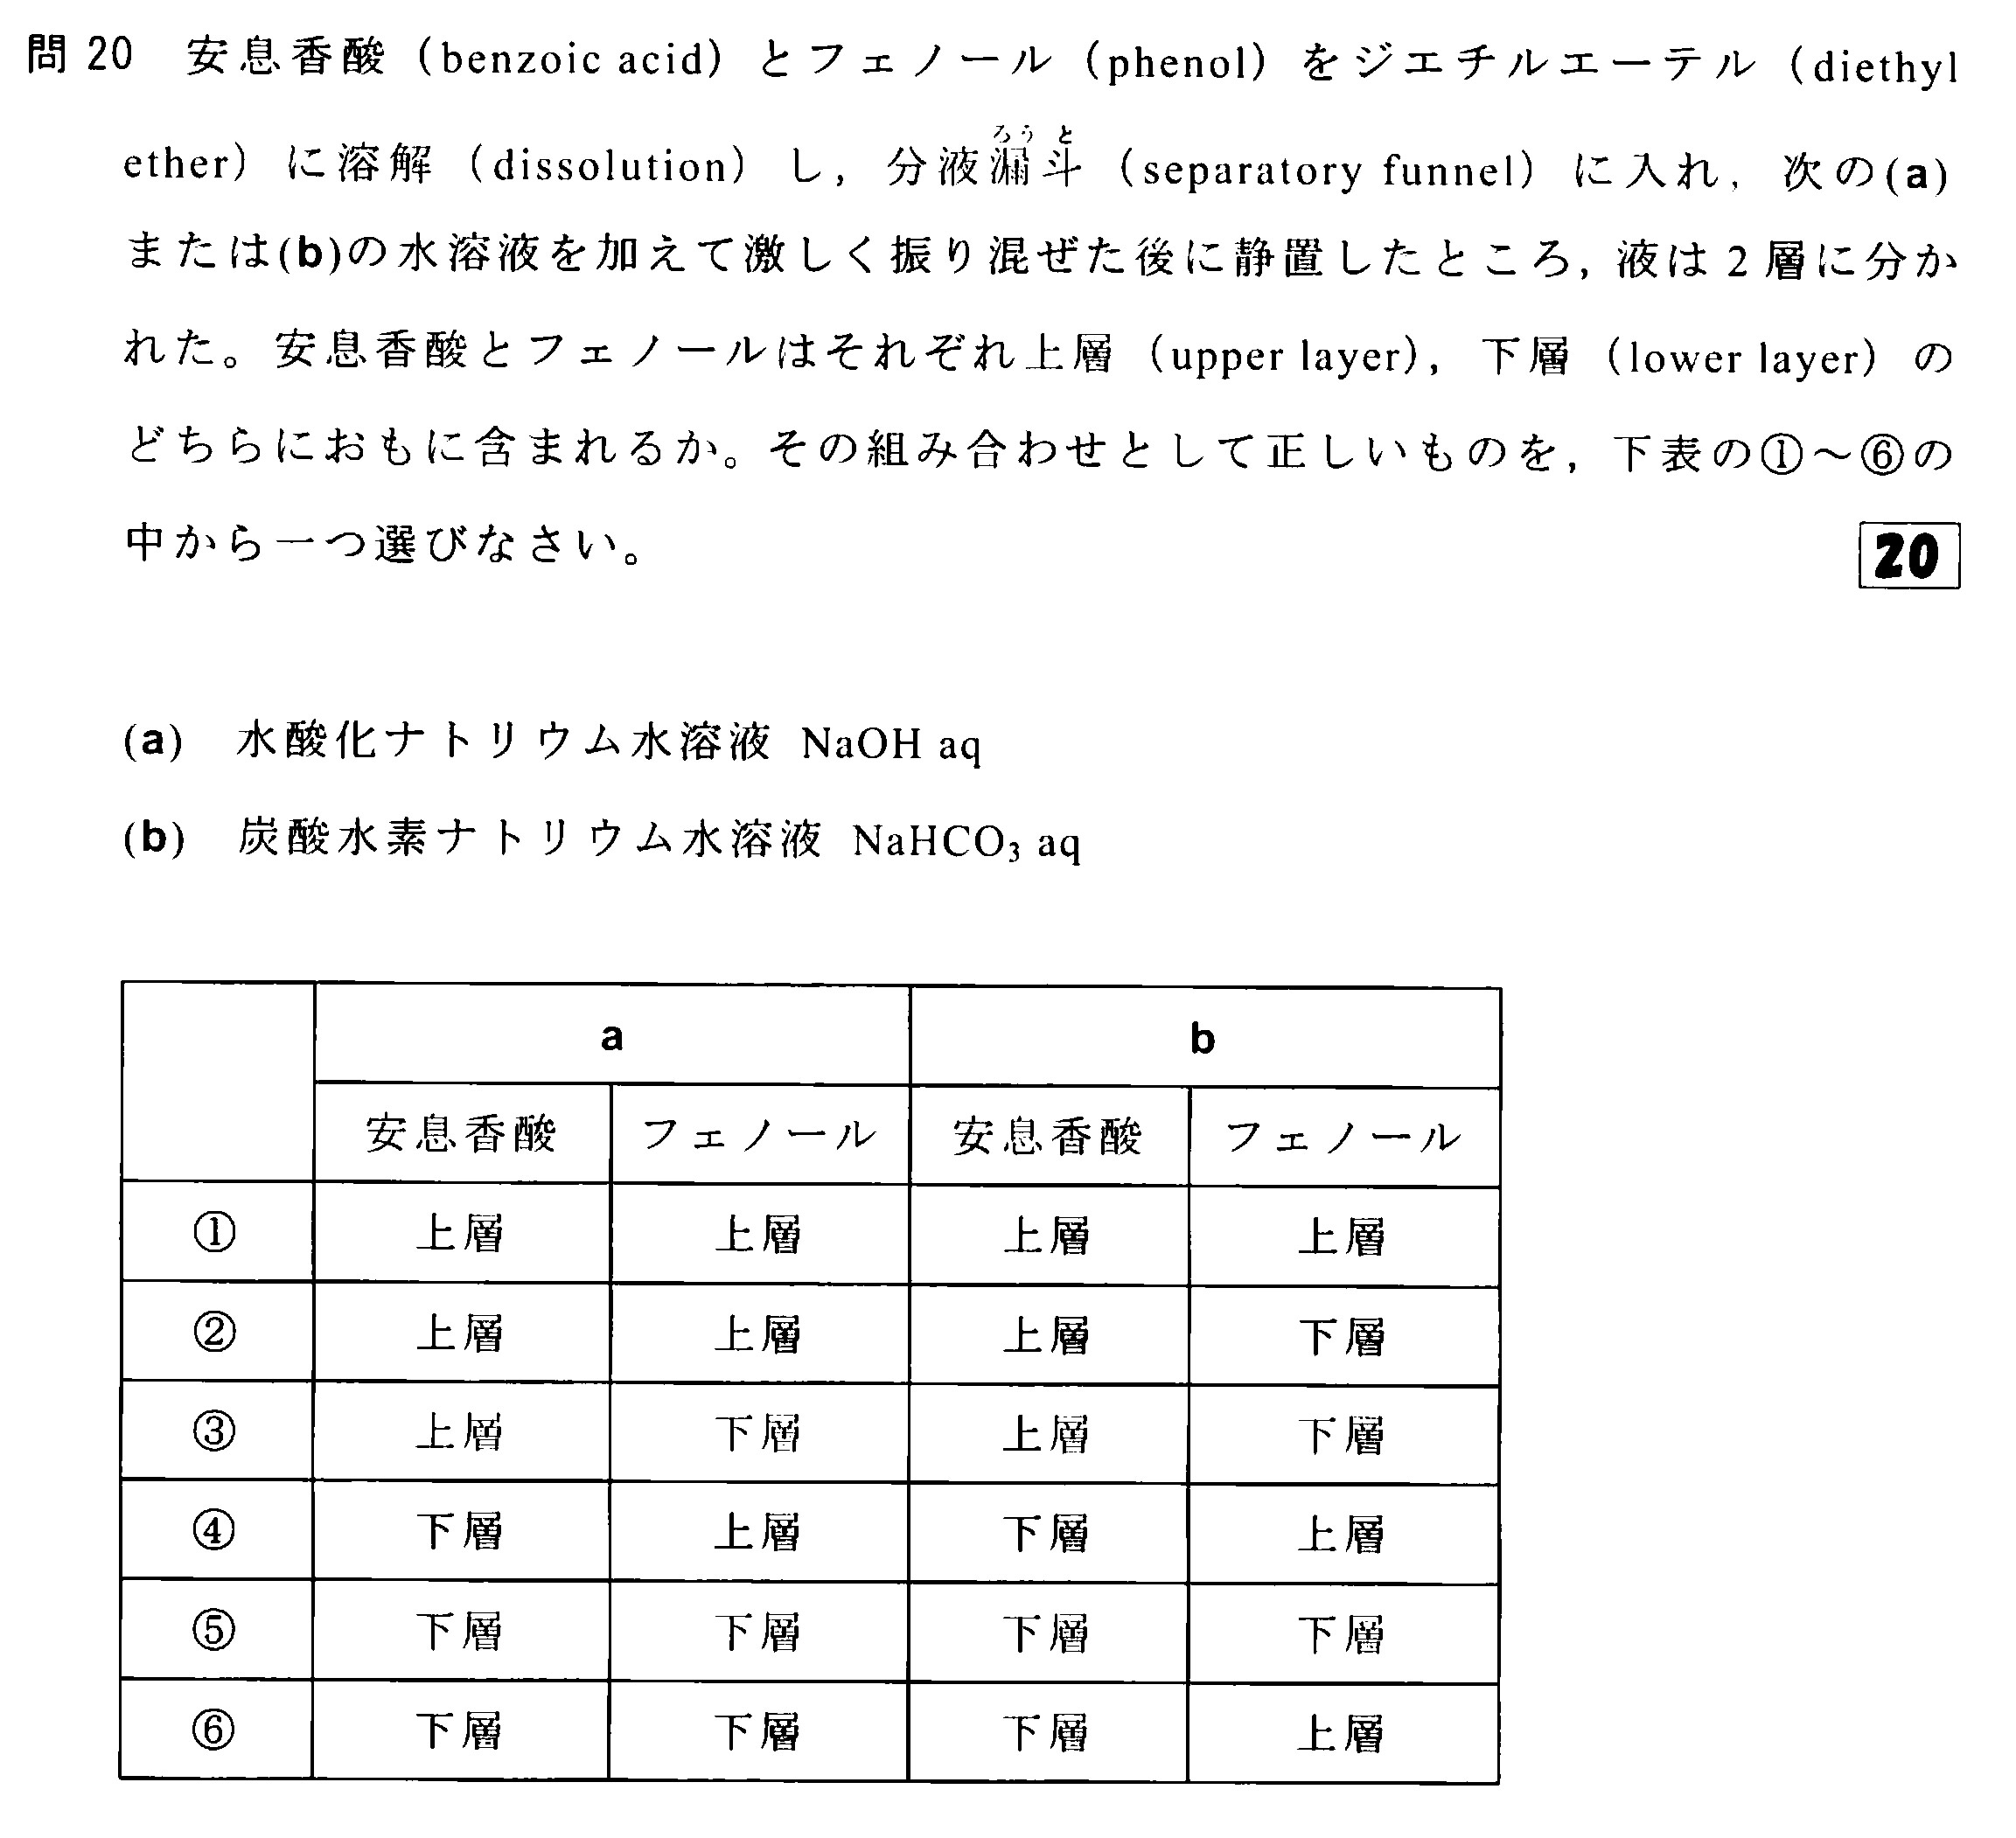 問 20　安息香酸（benzoic acid）とフェノール（phenol）をジエチルエーテル（diethyl
ether）に溶解（dissolution）し，分液漏斗（separatory funnel）に入れ，次の(a)
ろうと
または(b)の水溶液を加えて激しく振り混ぜた後に静置したところ，液は 2 層に分か
れた。安息香酸とフェノールはそれぞれ上層（upper layer），下層（lower layer）の
どちらにおもに含まれるか。その組み合わせとして正しいものを，下表の①～⑥の
中から一つ選びなさい。
20
(a)　水酸化ナトリウム水溶液 NaOH aq
(b)　炭酸水素ナトリウム水溶液 NaHCO₃ aq
a b
安息香酸 フェノール 安息香酸 フェノール
① 上層 上層 上層 上層
② 上層 上層 上層 下層
③ 上層 下層 上層 下層
④ 下層 上層 下層 上層
⑤ 下層 下層 下層 下層
⑥ 下層 下層 下層 上層